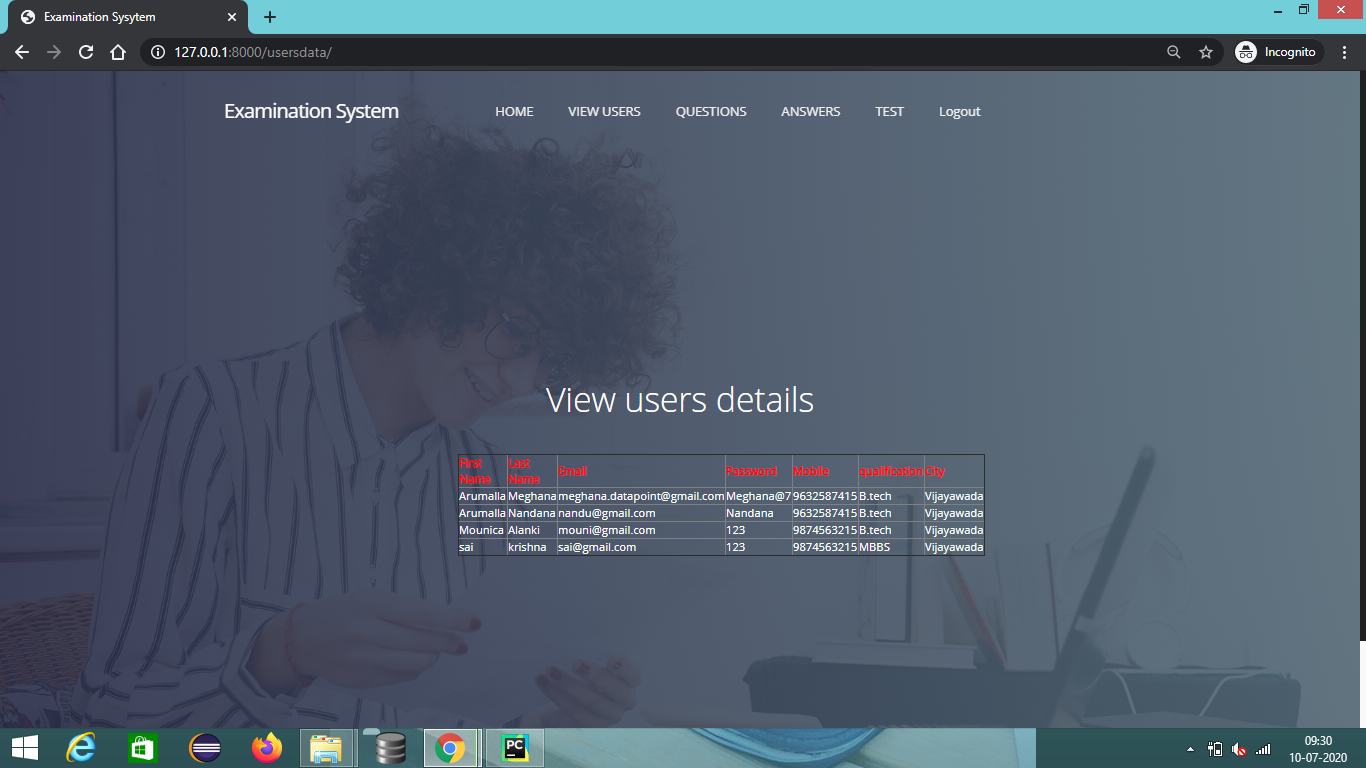 Examination Sysytem
127.0.0.1:8000/usersdata/
Incognito
Examination System HOME VIEW USERS QUESTIONS ANSWERS TEST Logout
View users details
First Name Last Name Email Password Mobile qualification City
Arumalla Meghana meghana.datapoint@gmail.com Meghana@7 9632587415 B.tech Vijayawada
Arumalla Nandana nandu@gmail.com Nandana 9632587415 B.tech Vijayawada
Mounica Alanki mouni@gmail.com 123 9874563215 B.tech Vijayawada
sai krishna sai@gmail.com 123 9874563215 MBBS Vijayawada
PC
09:30
10-07-2020